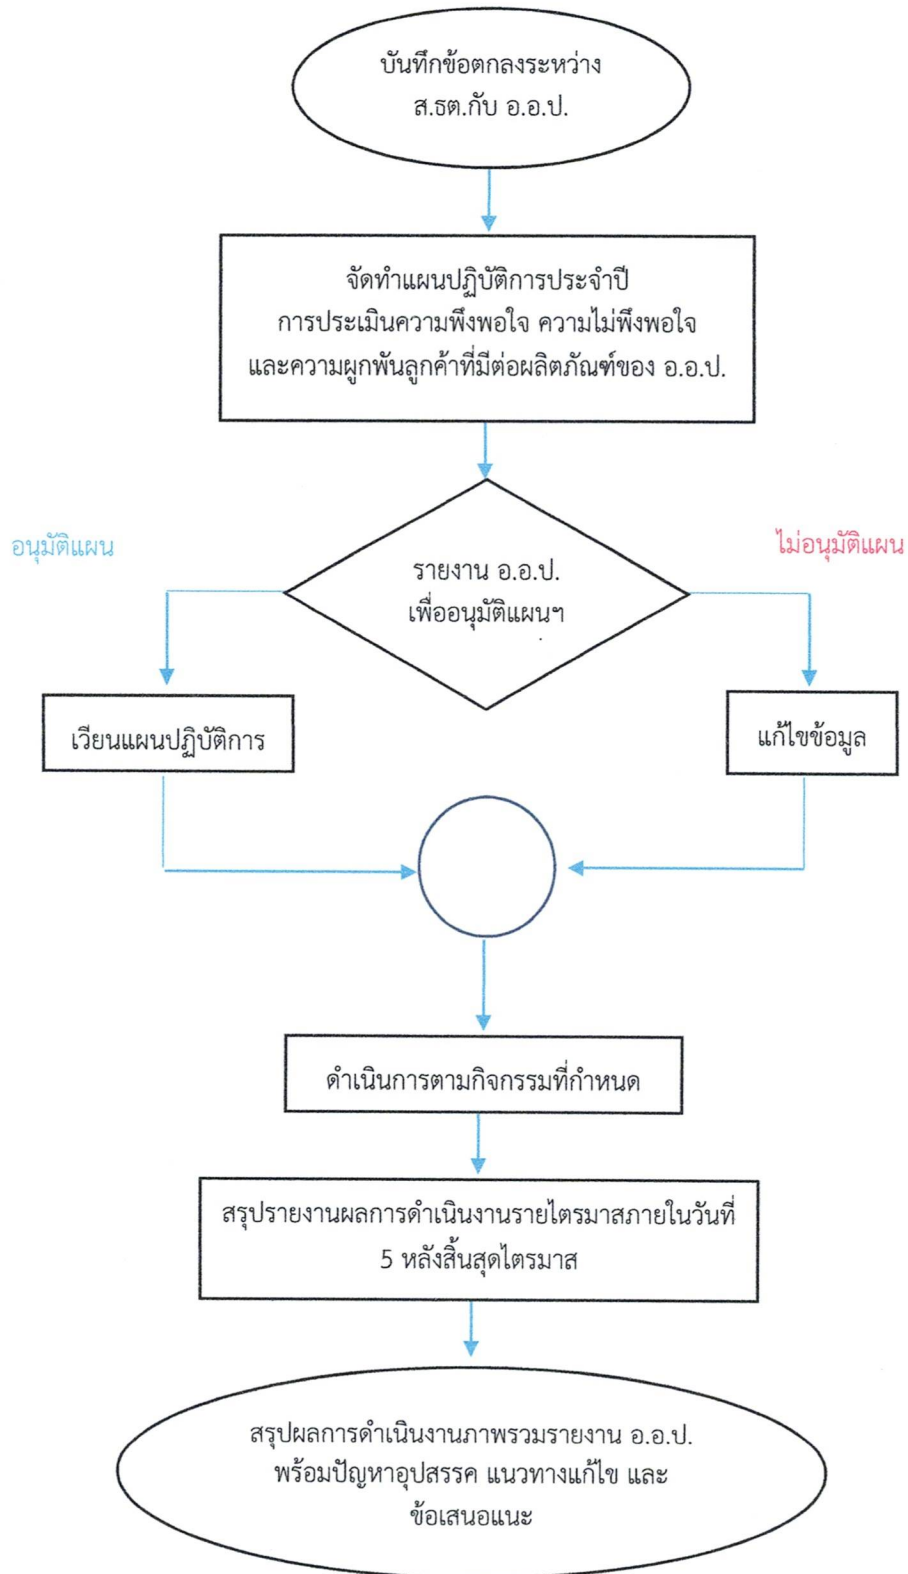 บันทึกข้อตกลงระหว่าง
ส.ธต.กับ อ.อ.ป.
จัดทำแผนปฏิบัติการประจำปี
การประเมินความพึงพอใจ ความไม่พึงพอใจ
และความผูกพันลูกค้าที่มีต่อผลิตภัณฑ์ของ อ.อ.ป.
อนุมัติแผน
ไม่อนุมัติแผน
รายงาน อ.อ.ป.
เพื่ออนุมัติแผนฯ
เวียนแผนปฏิบัติการ
แก้ไขข้อมูล
ดำเนินการตามกิจกรรมที่กำหนด
สรุปรายงานผลการดำเนินงานรายไตรมาสภายในวันที่
5 หลังสิ้นสุดไตรมาส
สรุปผลการดำเนินงานภาพรวมรายงาน อ.อ.ป.
พร้อมปัญหาอุปสรรค แนวทางแก้ไข และ
ข้อเสนอแนะ